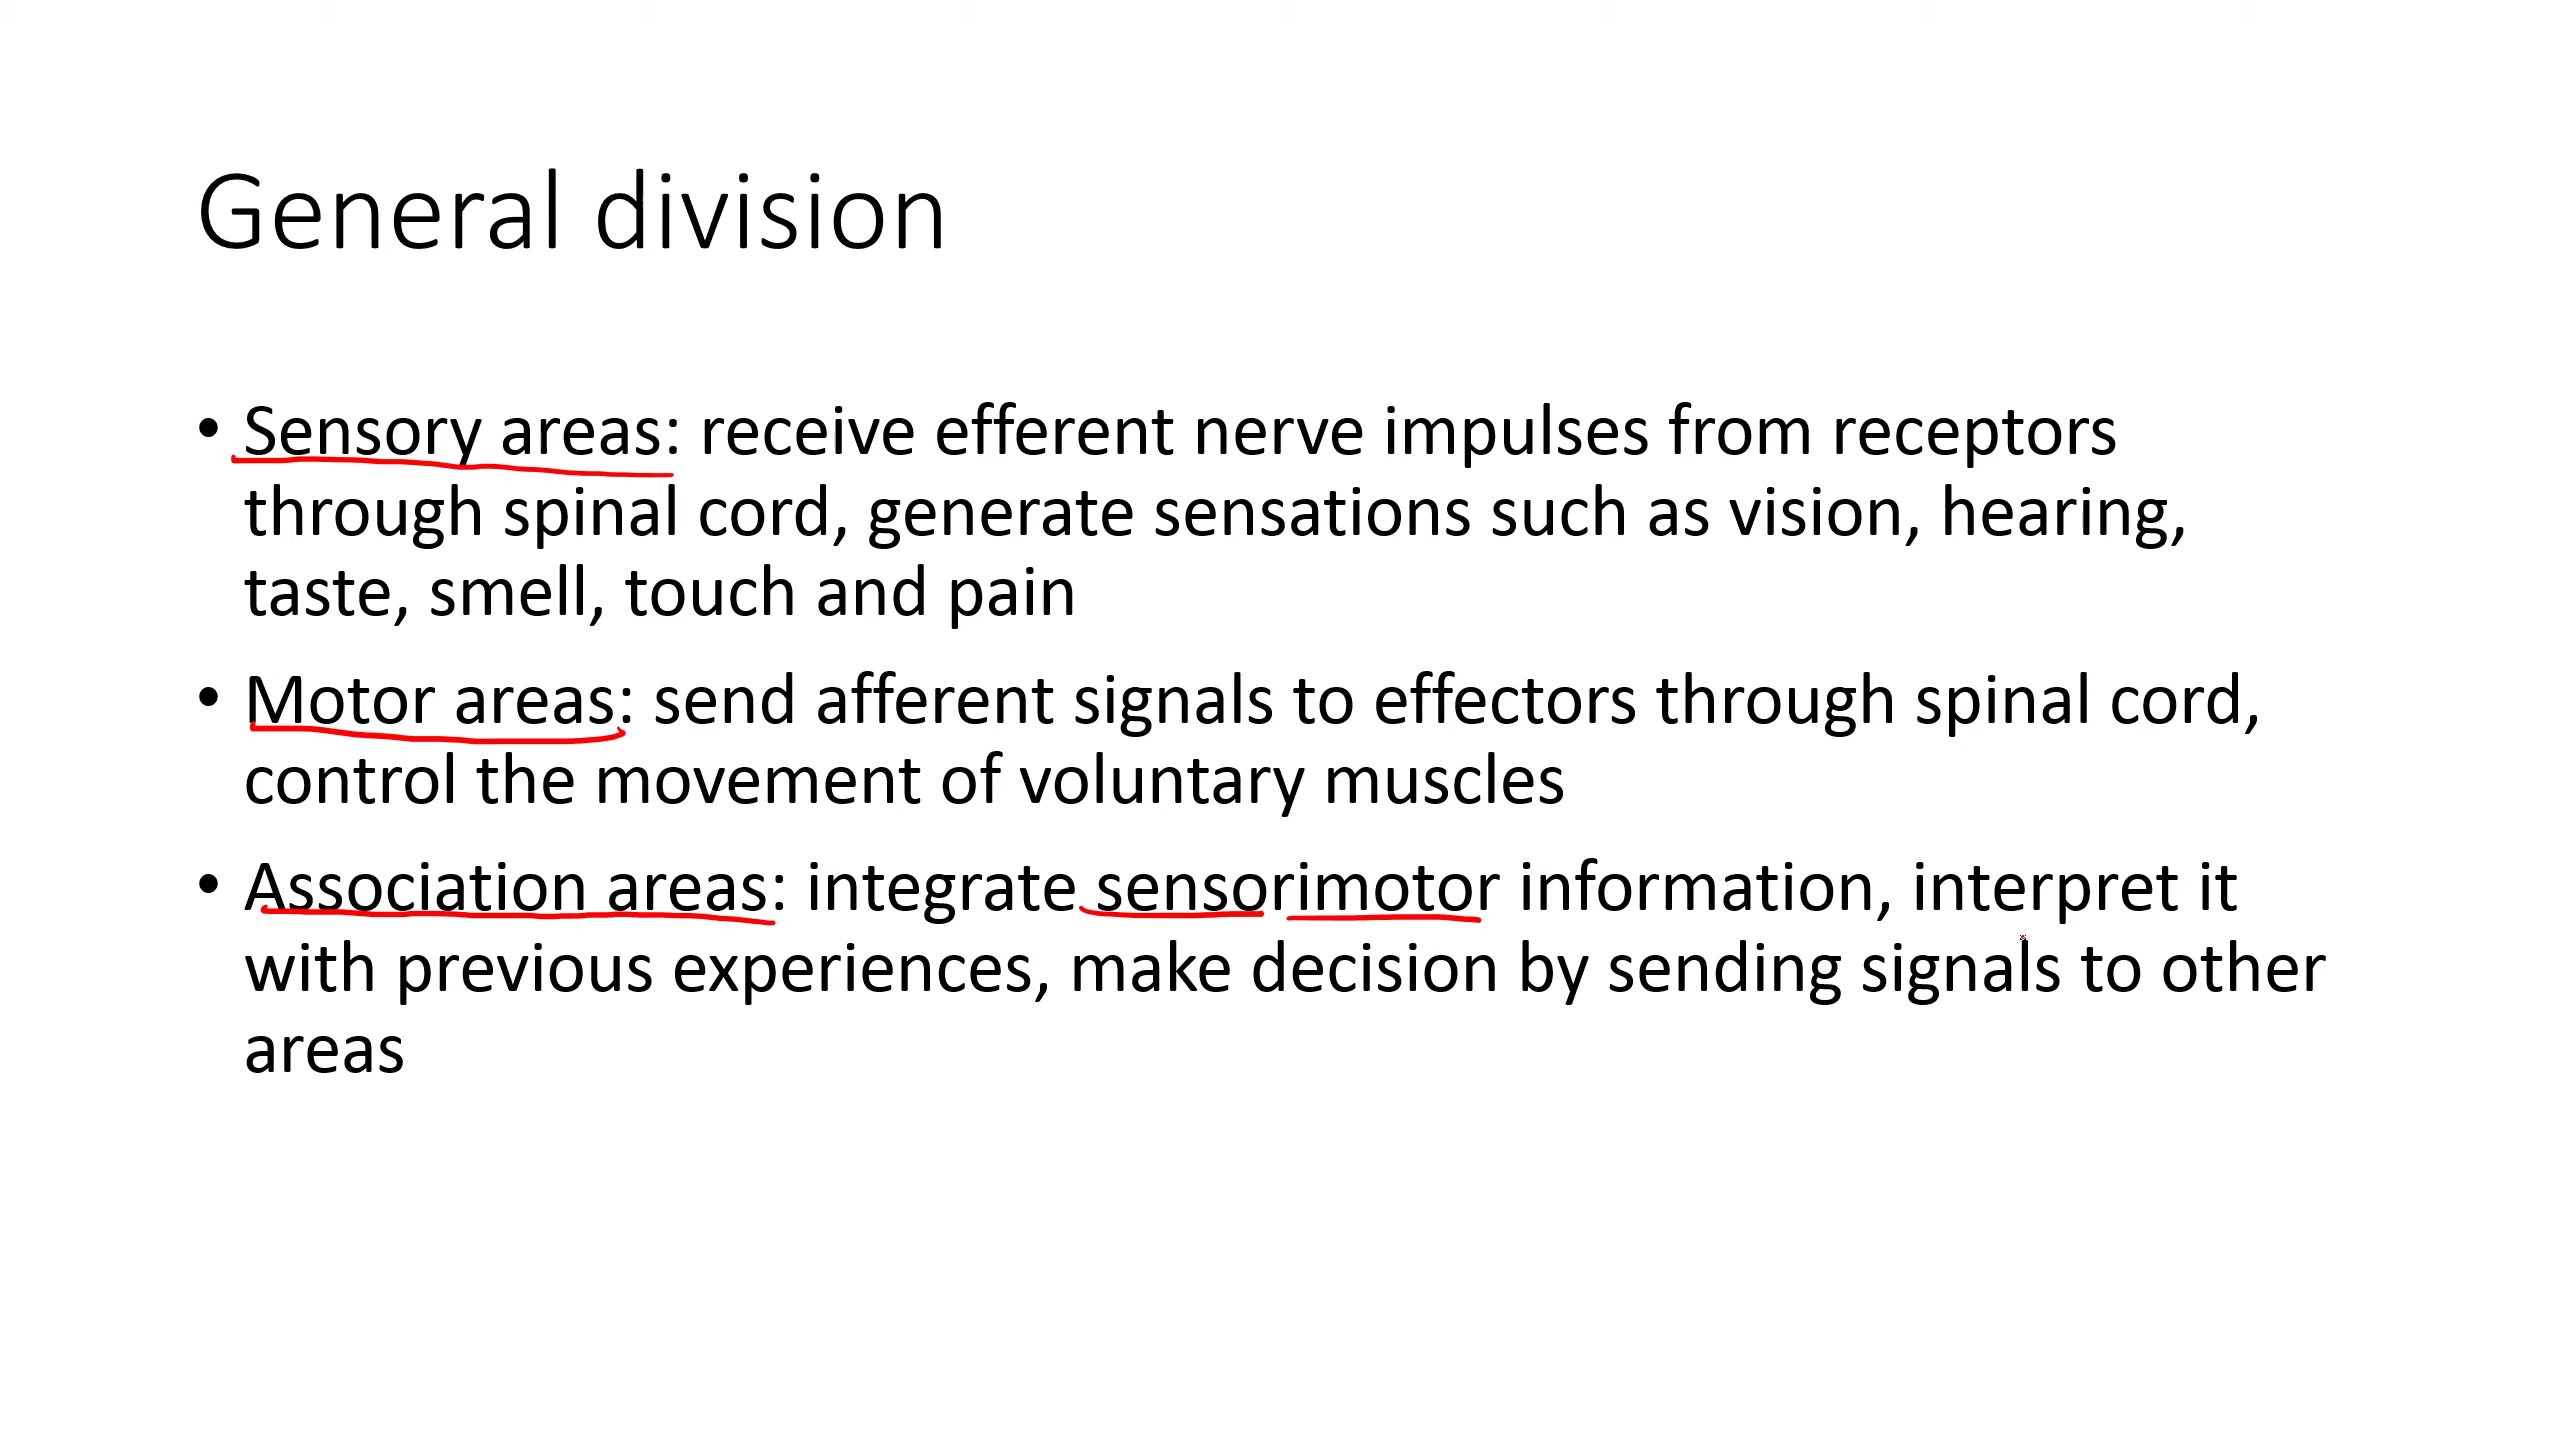 General division
• Sensory areas: receive efferent nerve impulses from receptors
through spinal cord, generate sensations such as vision, hearing,
taste, smell, touch and pain
• Motor areas: send afferent signals to effectors through spinal cord,
control the movement of voluntary muscles
• Association areas: integrate sensorimotor information, interpret it
with previous experiences, make decision by sending signals to other
areas